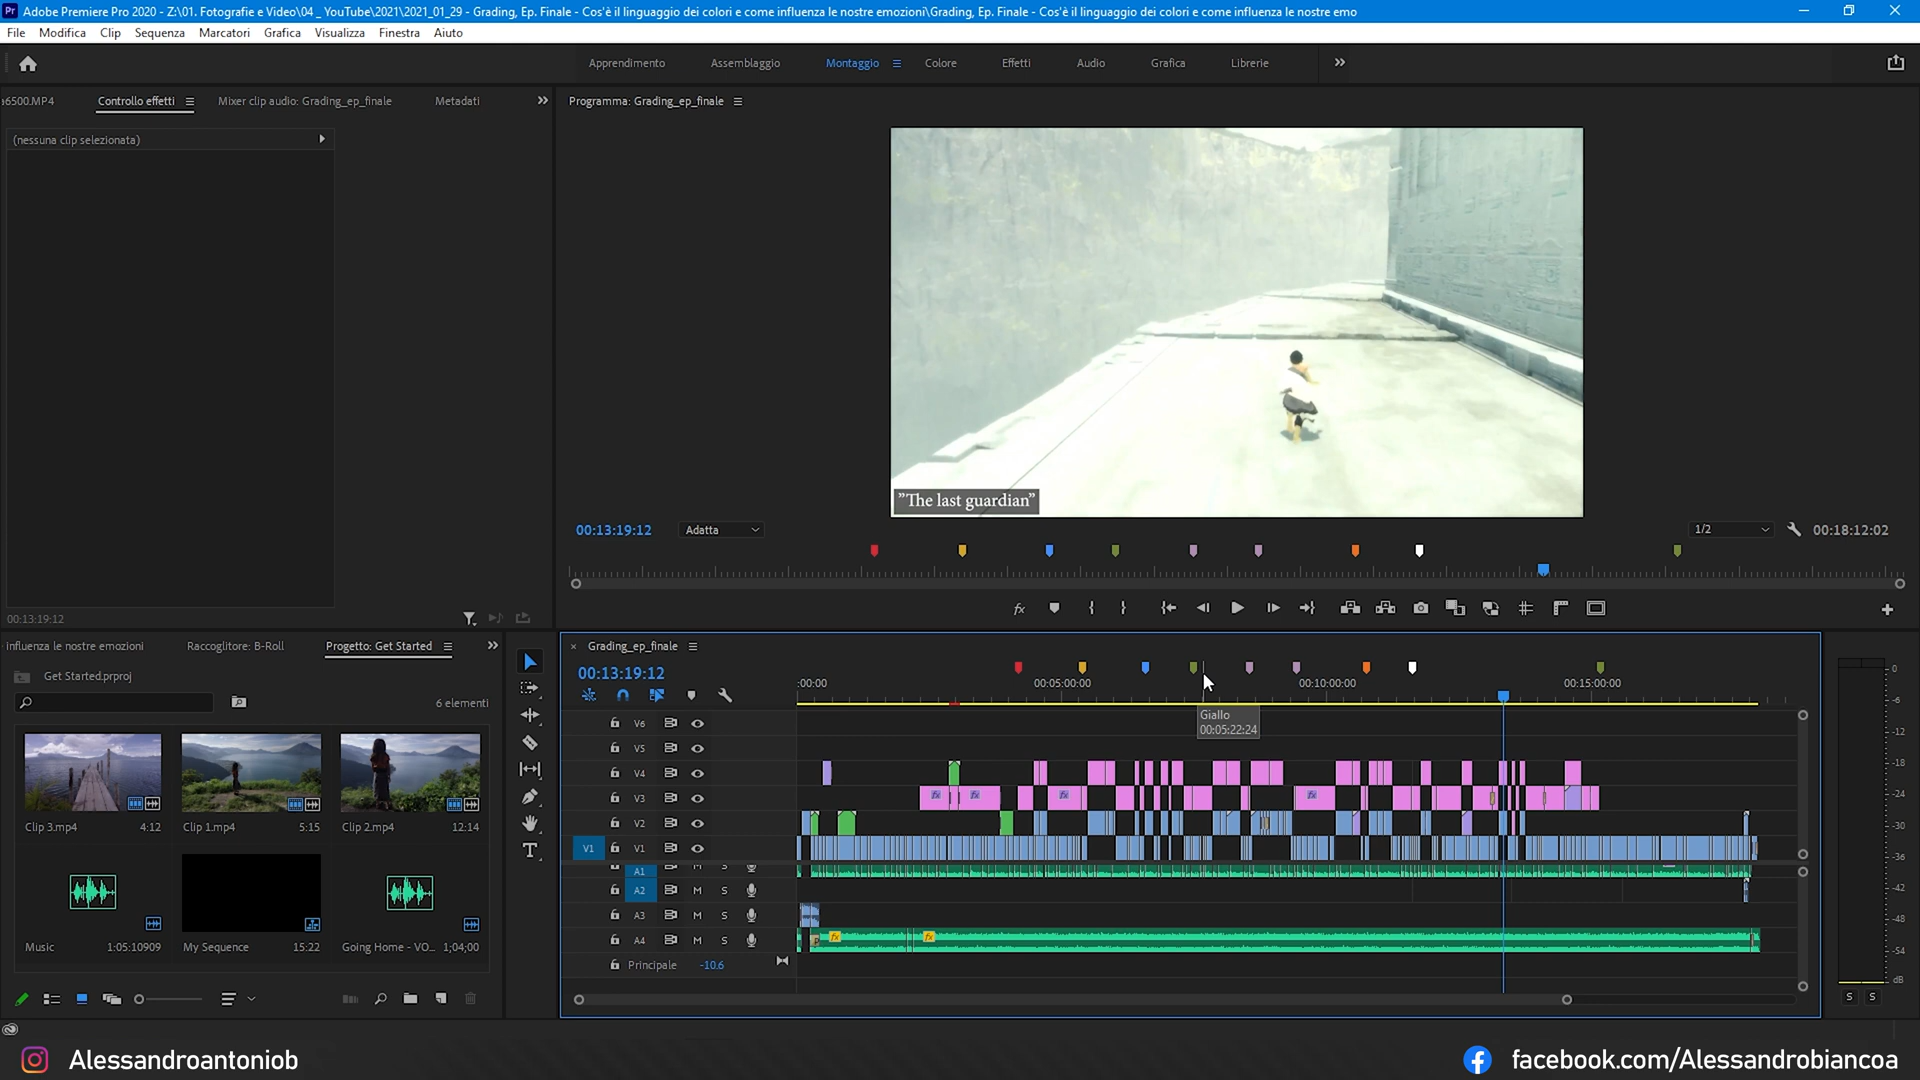 Adobe Premiere Pro 2020 - Z:\01. Fotografie e Video\04 _ YouTube\2021\2021_01_29 - Grading, Ep. Finale - Cos'è il linguaggio dei colori e come influenza le nostre emozioni\Grading, Ep. Finale - Cos'è il linguaggio dei colori e come influenza le nostre emo
File Modifica Clip Sequenza Marcatori Grafica Visualizza Finestra Aiuto
Apprendimento Assemblaggio Montaggio Colore Effetti Audio Grafica Librerie
a6500.MP4 Controllo effetti Mixer clip audio: Grading_ep_finale Metadati
Programma: Grading_ep_finale
(nessuna clip selezionata)
"The last guardian"
00:13:19:12 Adatta 1/2 00:18:12:02
00:13:19:12
influenza le nostre emozioni Raccoglitore: B-Roll Progetto: Get Started
Get Started.prproj
6 elementi
Clip 3.mp4 4:12
Clip 1.mp4 5:15
Clip 2.mp4 12:14
Music 1:05:10909
My Sequence 15:22
Going Home - VO... 1;04;00
Grading_ep_finale
00:13:19:12
:00:00 00:05:00:00 00:10:00:00 00:15:00:00
Giallo
00:05:22:24
V6
V5
V4
V3
V2
V1 V1
A1 M S
A2 M S
A3 M S
A4 M S
Principale -10.6
0
-6
-12
-18
-24
-30
-36
-42
-48
-54
dB
S S
Alessandroantoniob
facebook.com/Alessandrobiancoa